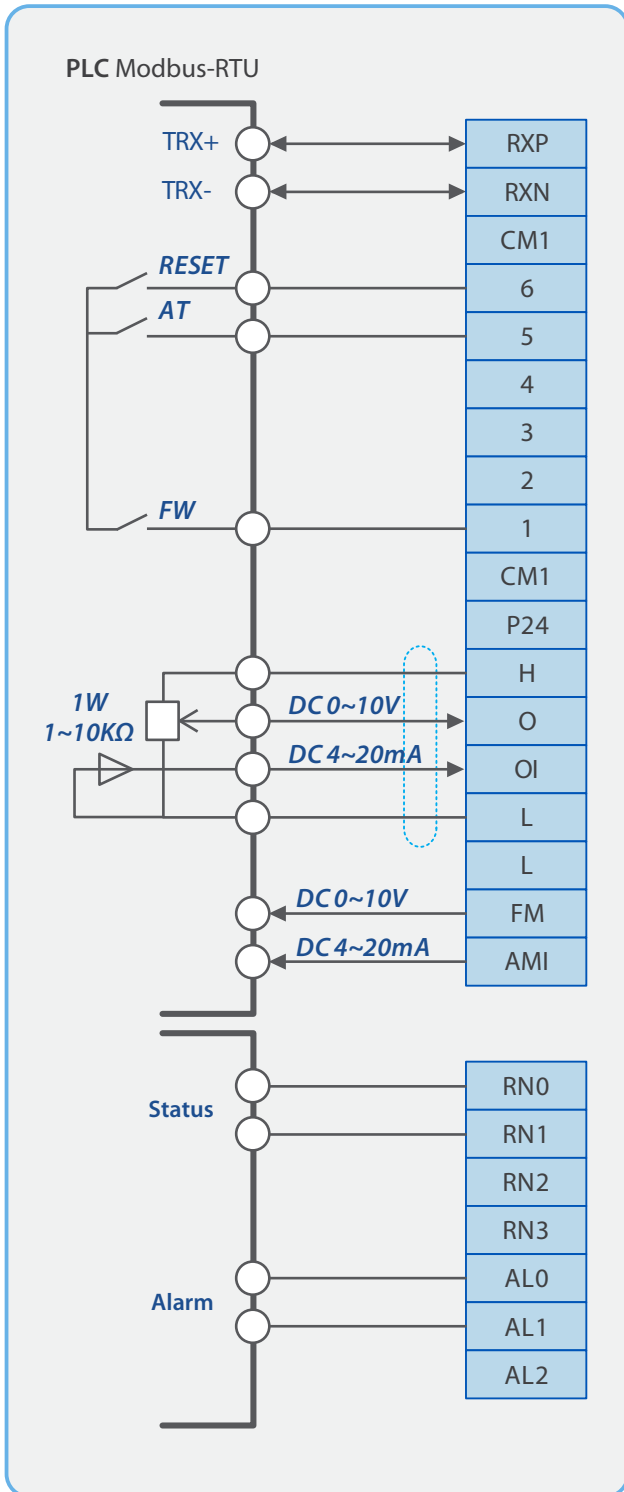 PLC Modbus-RTU
TRX+ RXP
TRX- RXN
CM1
RESET 6
AT 5
4
3
2
FW 1
CM1
P24
H
1W
1~10KΩ
DC 0~10V O
DC 4~20mA OI
L
L
DC 0~10V FM
DC 4~20mA AMI
RN0
Status
RN1
RN2
RN3
AL0
Alarm
AL1
AL2